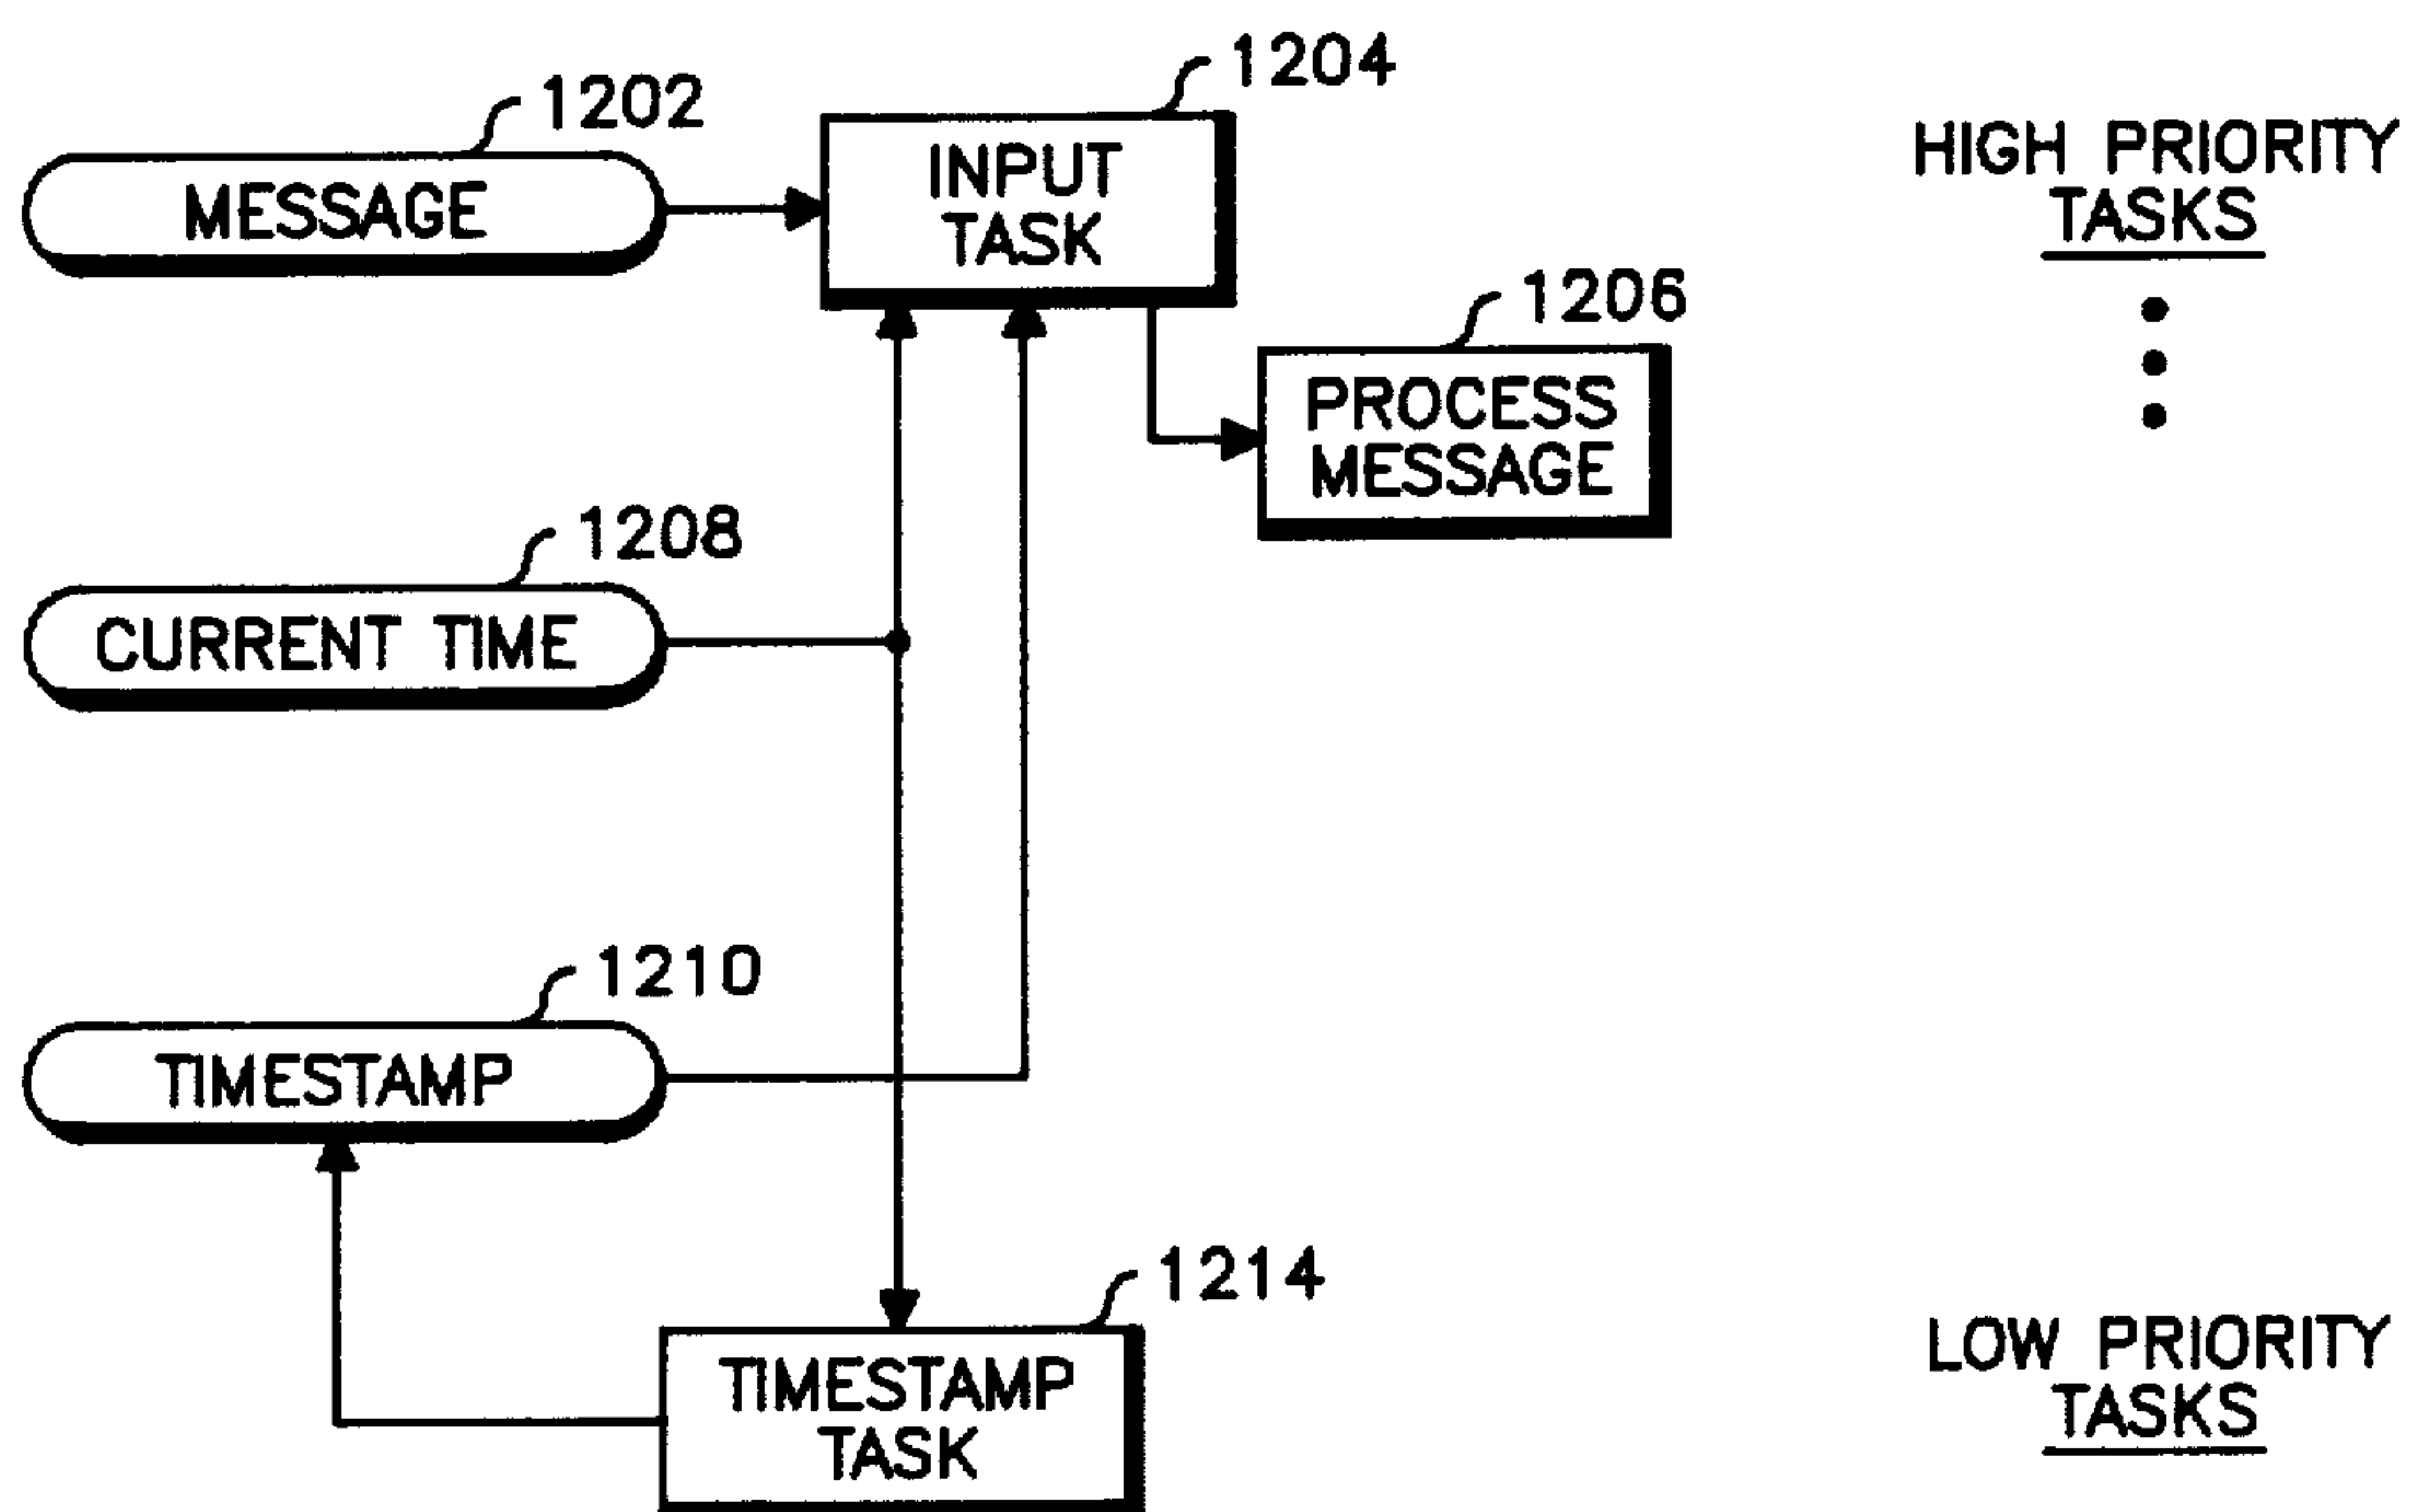 1202
MESSAGE
1204
INPUT
TASK
HIGH PRIORITY
TASKS
1206
PROCESS
MESSAGE
1208
CURRENT TIME
1210
TIMESTAMP
1214
TIMESTAMP
TASK
LOW PRIORITY
TASKS